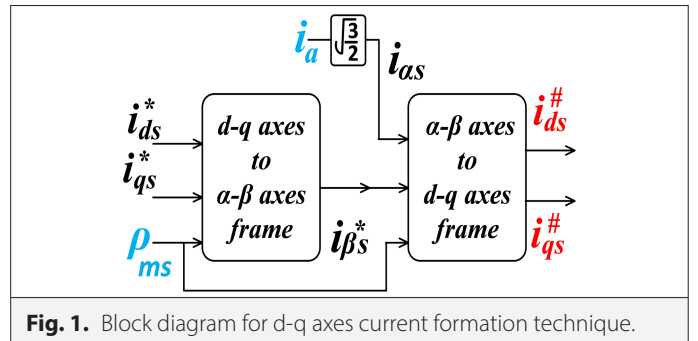 i_a √(3/2)
i_αs
i*_ds
i*_qs
ρ_ms
d-q axes
to
α-β axes
frame
i*_βs
α-β axes
to
d-q axes
frame
i#_ds
i#_qs
Fig. 1. Block diagram for d-q axes current formation technique.